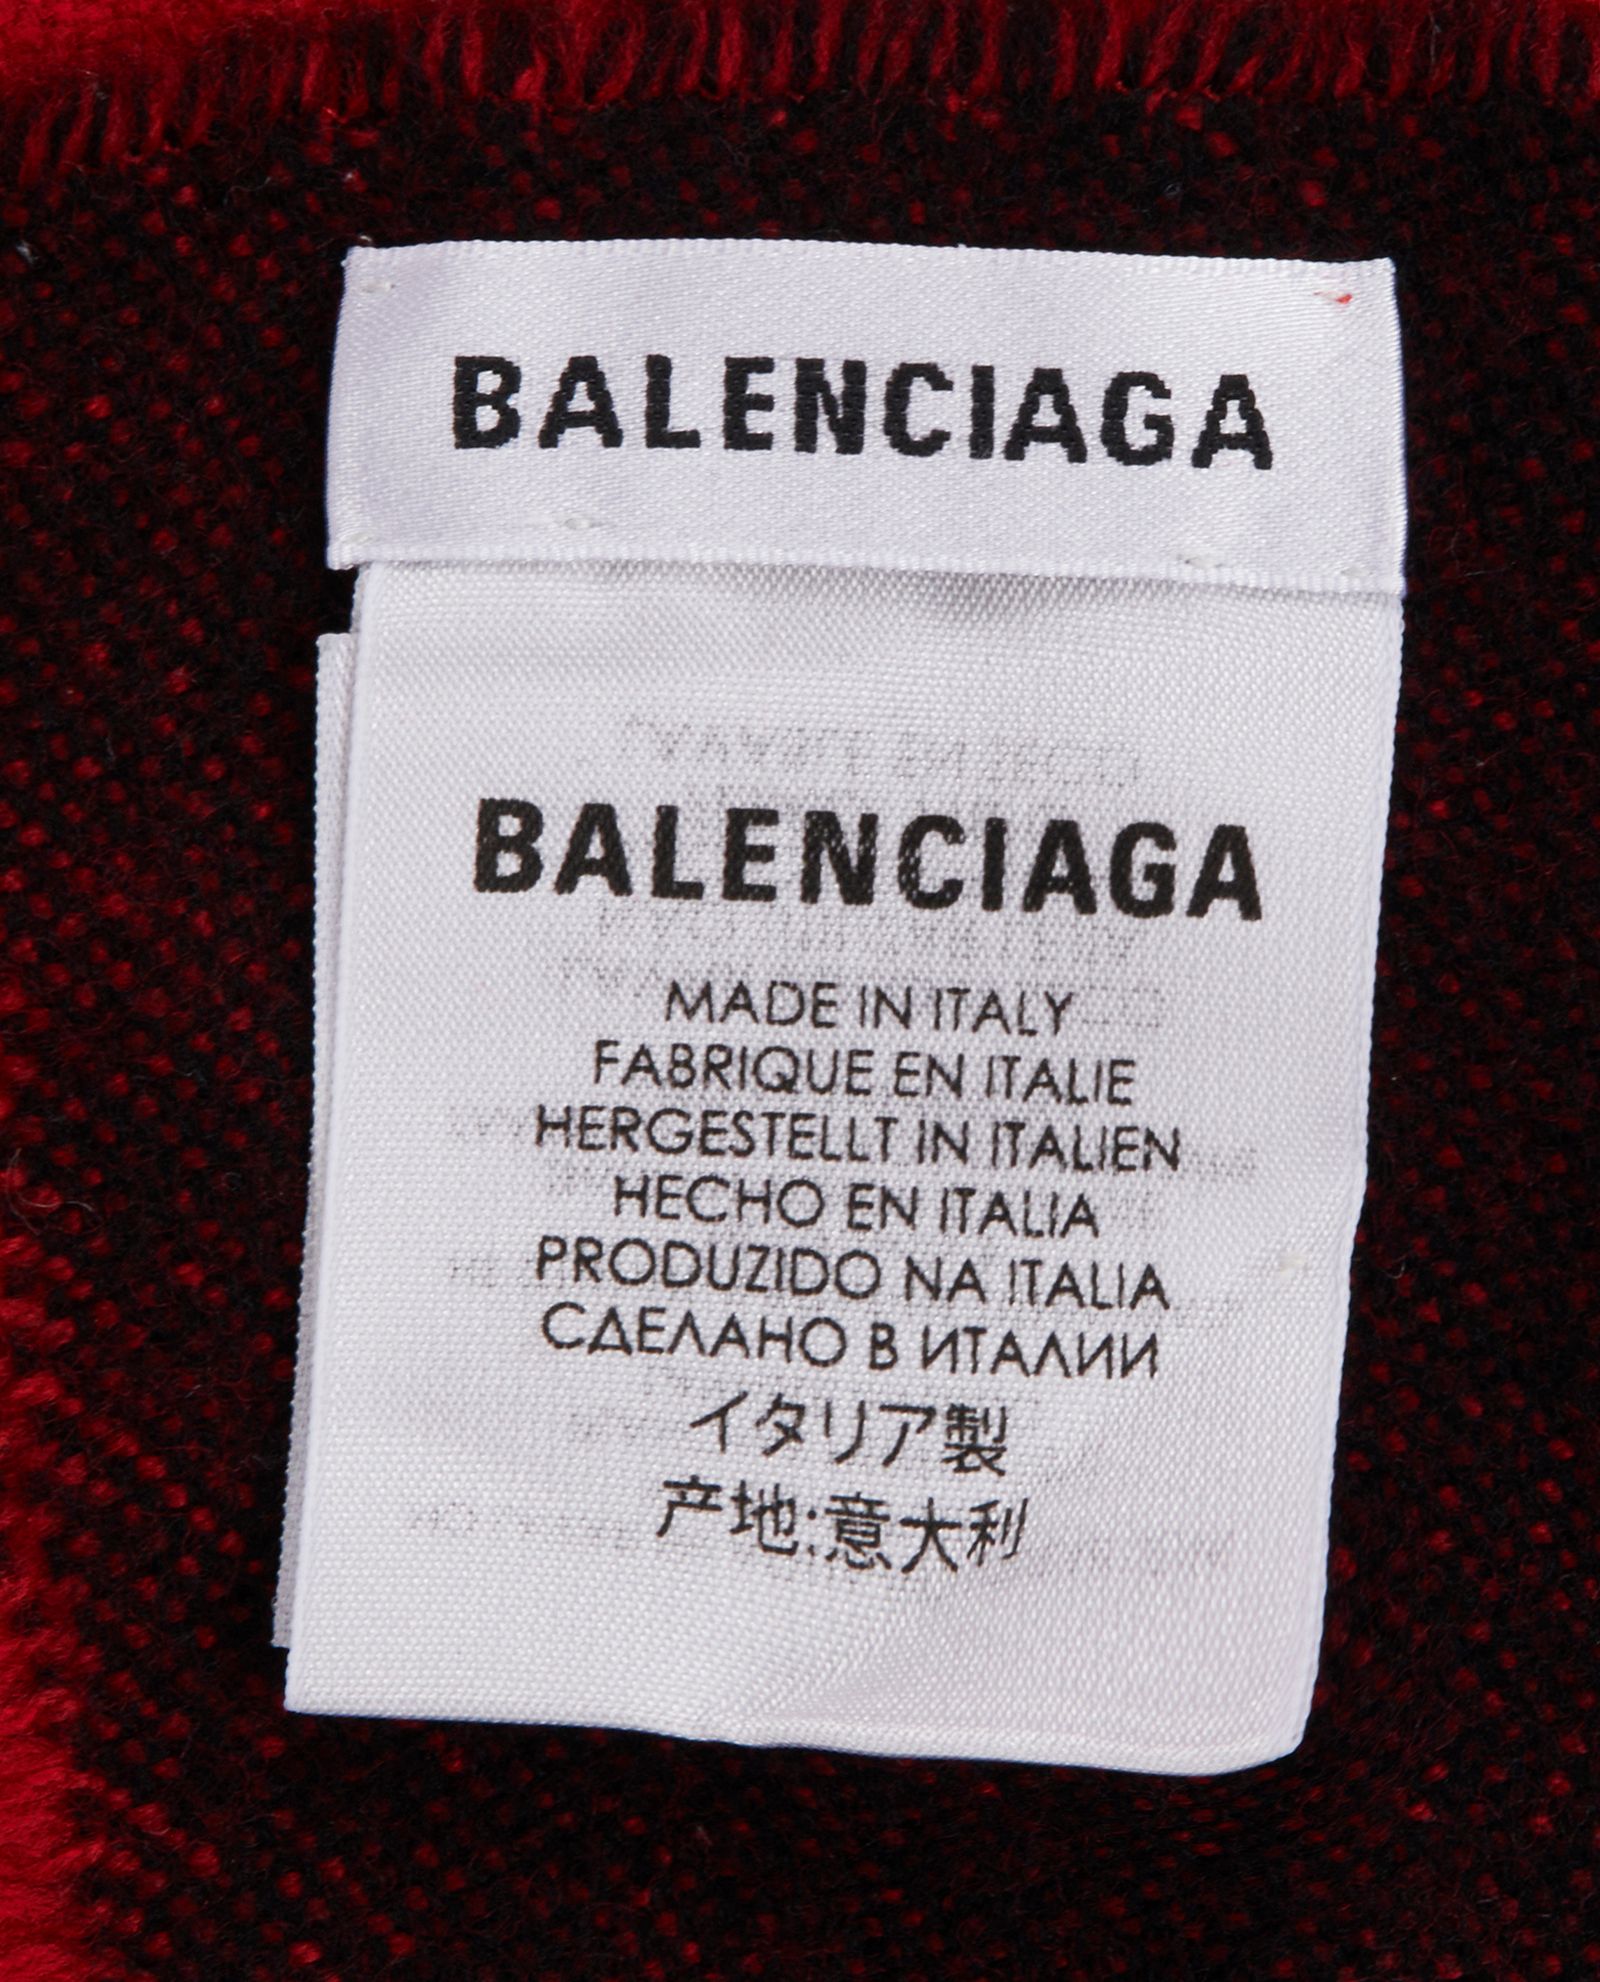 BALENCIAGA
BALENCIAGA
MADE IN ITALY
FABRIQUE EN ITALIE
HERGESTELLT IN ITALIEN
HECHO EN ITALIA
PRODUZIDO NA ITALIA
СДЕЛАНО В ИТАЛИИ
イタリア製
产地:意大利